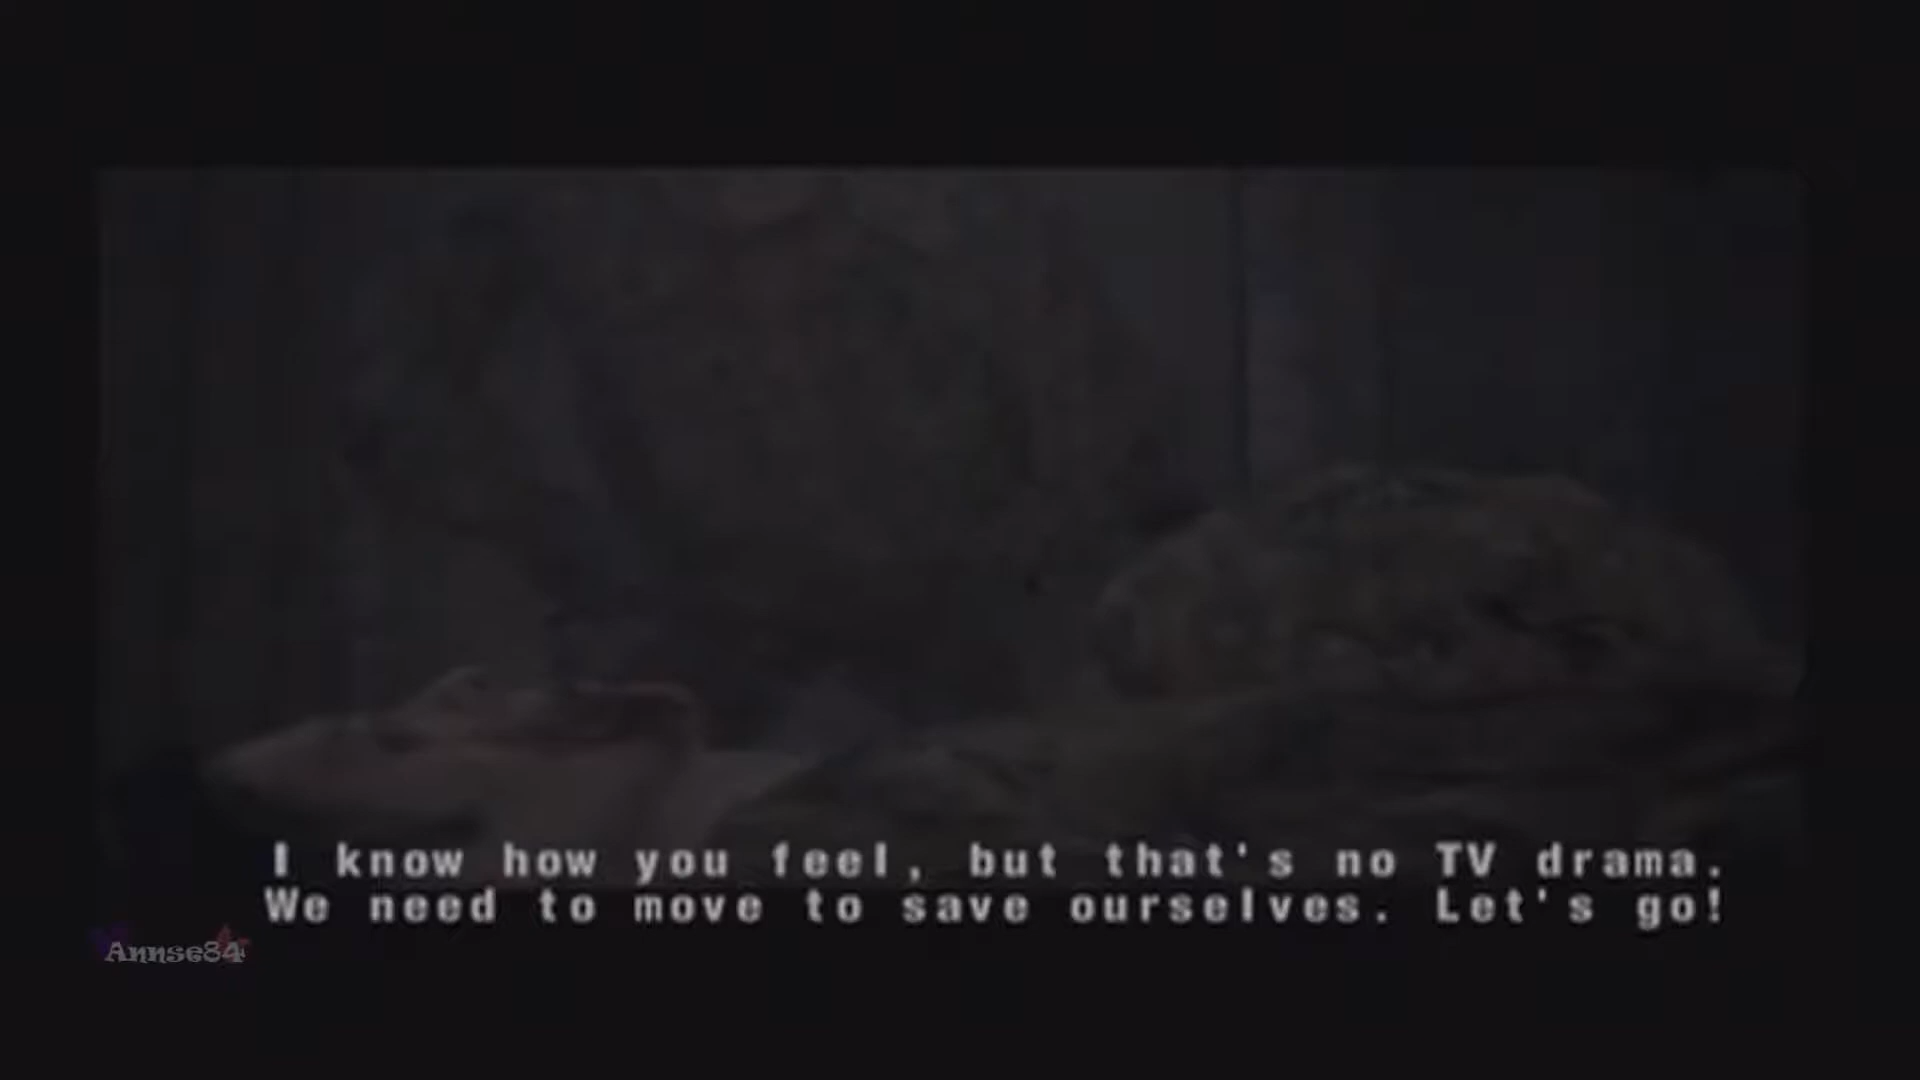 I know how you feel, but that's no TV drama.
We need to move to save ourselves. Let's go!
Annse84